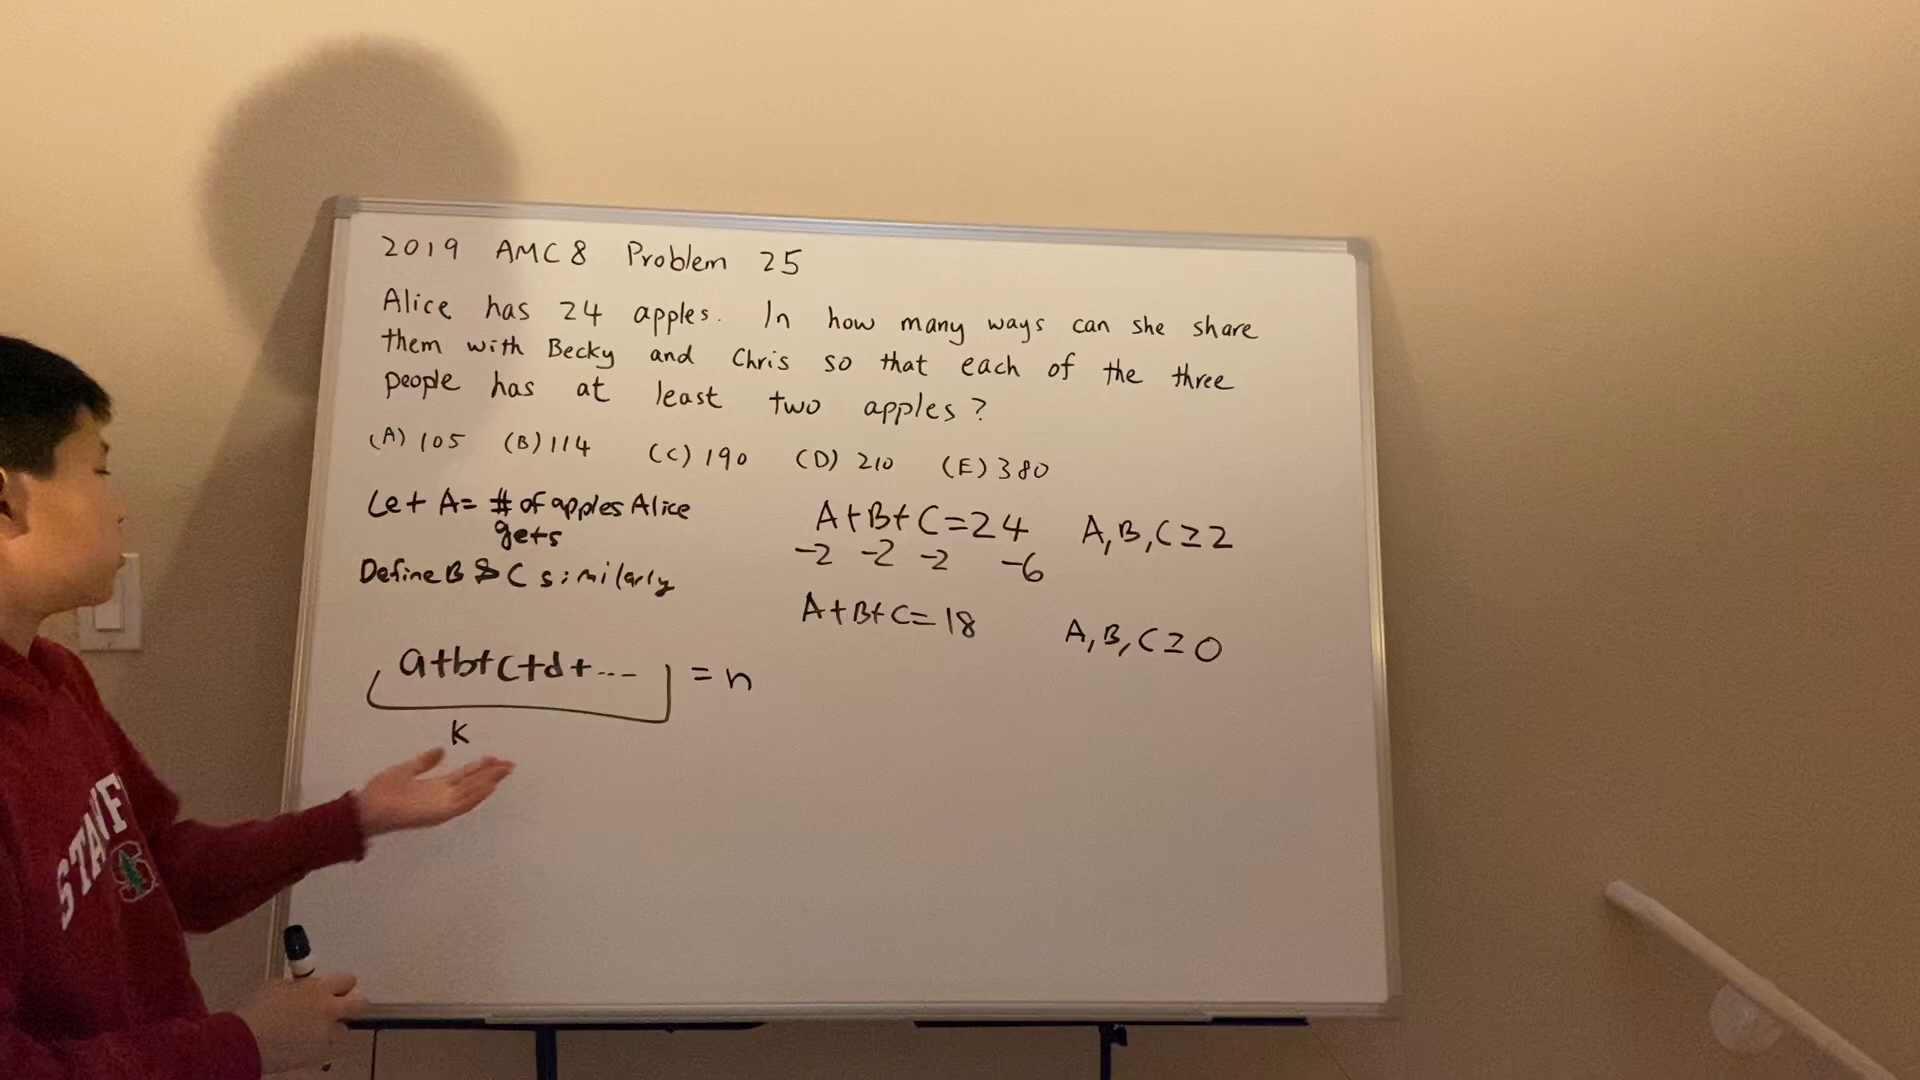 2019 AMC 8 Problem 25
Alice has 24 apples. In how many ways can she share
them with Becky and Chris so that each of the three
people has at least two apples?
(A) 105 (B) 114 (C) 190 (D) 210 (E) 380
Let A = # of apples Alice
gets
Define B & C similarly
A+B+C=24 A,B,C≥2
-2 -2 -2 -6
A+B+C=18 A,B,C≥0
a+b+c+d+... = n
k
STANF